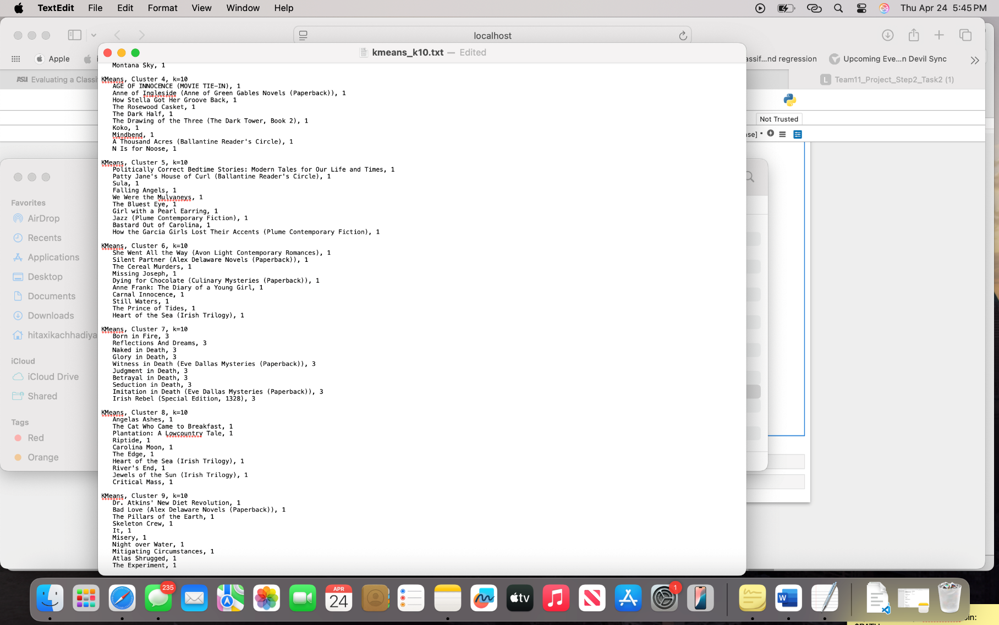 TextEdit File Edit Format View Window Help Thu Apr 24 5:45 PM
localhost
Apple
kmeans_k10.txt — Edited
assif...nd regression
Upcoming Eve...n Devil Sync
ASU Evaluating a Classi
L Team11_Project_Step2_Task2 (1)
Not Trusted
ase] *
Favorites
AirDrop
Recents
Applications
Desktop
Documents
Downloads
hitaxikachhadiya
iCloud
iCloud Drive
Shared
Tags
Red
Orange
Montana Sky, 1
KMeans, Cluster 4, k=10
AGE OF INNOCENCE (MOVIE TIE-IN), 1
Anne of Ingleside (Anne of Green Gables Novels (Paperback)), 1
How Stella Got Her Groove Back, 1
The Rosewood Casket, 1
The Dark Half, 1
The Drawing of the Three (The Dark Tower, Book 2), 1
Koko, 1
Mindbend, 1
A Thousand Acres (Ballantine Reader's Circle), 1
N Is for Noose, 1
KMeans, Cluster 5, k=10
Politically Correct Bedtime Stories: Modern Tales for Our Life and Times, 1
Patty Jane's House of Curl (Ballantine Reader's Circle), 1
Sula, 1
Falling Angels, 1
We Were the Mulvaneys, 1
The Bluest Eye, 1
Girl with a Pearl Earring, 1
Jazz (Plume Contemporary Fiction), 1
Bastard Out of Carolina, 1
How the Garcia Girls Lost Their Accents (Plume Contemporary Fiction), 1
KMeans, Cluster 6, k=10
She Went All the Way (Avon Light Contemporary Romances), 1
Silent Partner (Alex Delaware Novels (Paperback)), 1
The Cereal Murders, 1
Missing Joseph, 1
Dying for Chocolate (Culinary Mysteries (Paperback)), 1
Anne Frank: The Diary of a Young Girl, 1
Carnal Innocence, 1
Still Waters, 1
The Prince of Tides, 1
Heart of the Sea (Irish Trilogy), 1
KMeans, Cluster 7, k=10
Born in Fire, 3
Reflections And Dreams, 3
Naked in Death, 3
Glory in Death, 3
Witness in Death (Eve Dallas Mysteries (Paperback)), 3
Judgment in Death, 3
Betrayal in Death, 3
Seduction in Death, 3
Imitation in Death (Eve Dallas Mysteries (Paperback)), 3
Irish Rebel (Special Edition, 1328), 3
KMeans, Cluster 8, k=10
Angelas Ashes, 1
The Cat Who Came to Breakfast, 1
Plantation: A Lowcountry Tale, 1
Riptide, 1
Carolina Moon, 1
The Edge, 1
Heart of the Sea (Irish Trilogy), 1
River's End, 1
Jewels of the Sun (Irish Trilogy), 1
Critical Mass, 1
KMeans, Cluster 9, k=10
Dr. Atkins' New Diet Revolution, 1
Bad Love (Alex Delaware Novels (Paperback)), 1
The Pillars of the Earth, 1
Skeleton Crew, 1
It, 1
Misery, 1
Night over Water, 1
Mitigating Circumstances, 1
Atlas Shrugged, 1
The Experiment, 1
235
APR
24
tv
1
W